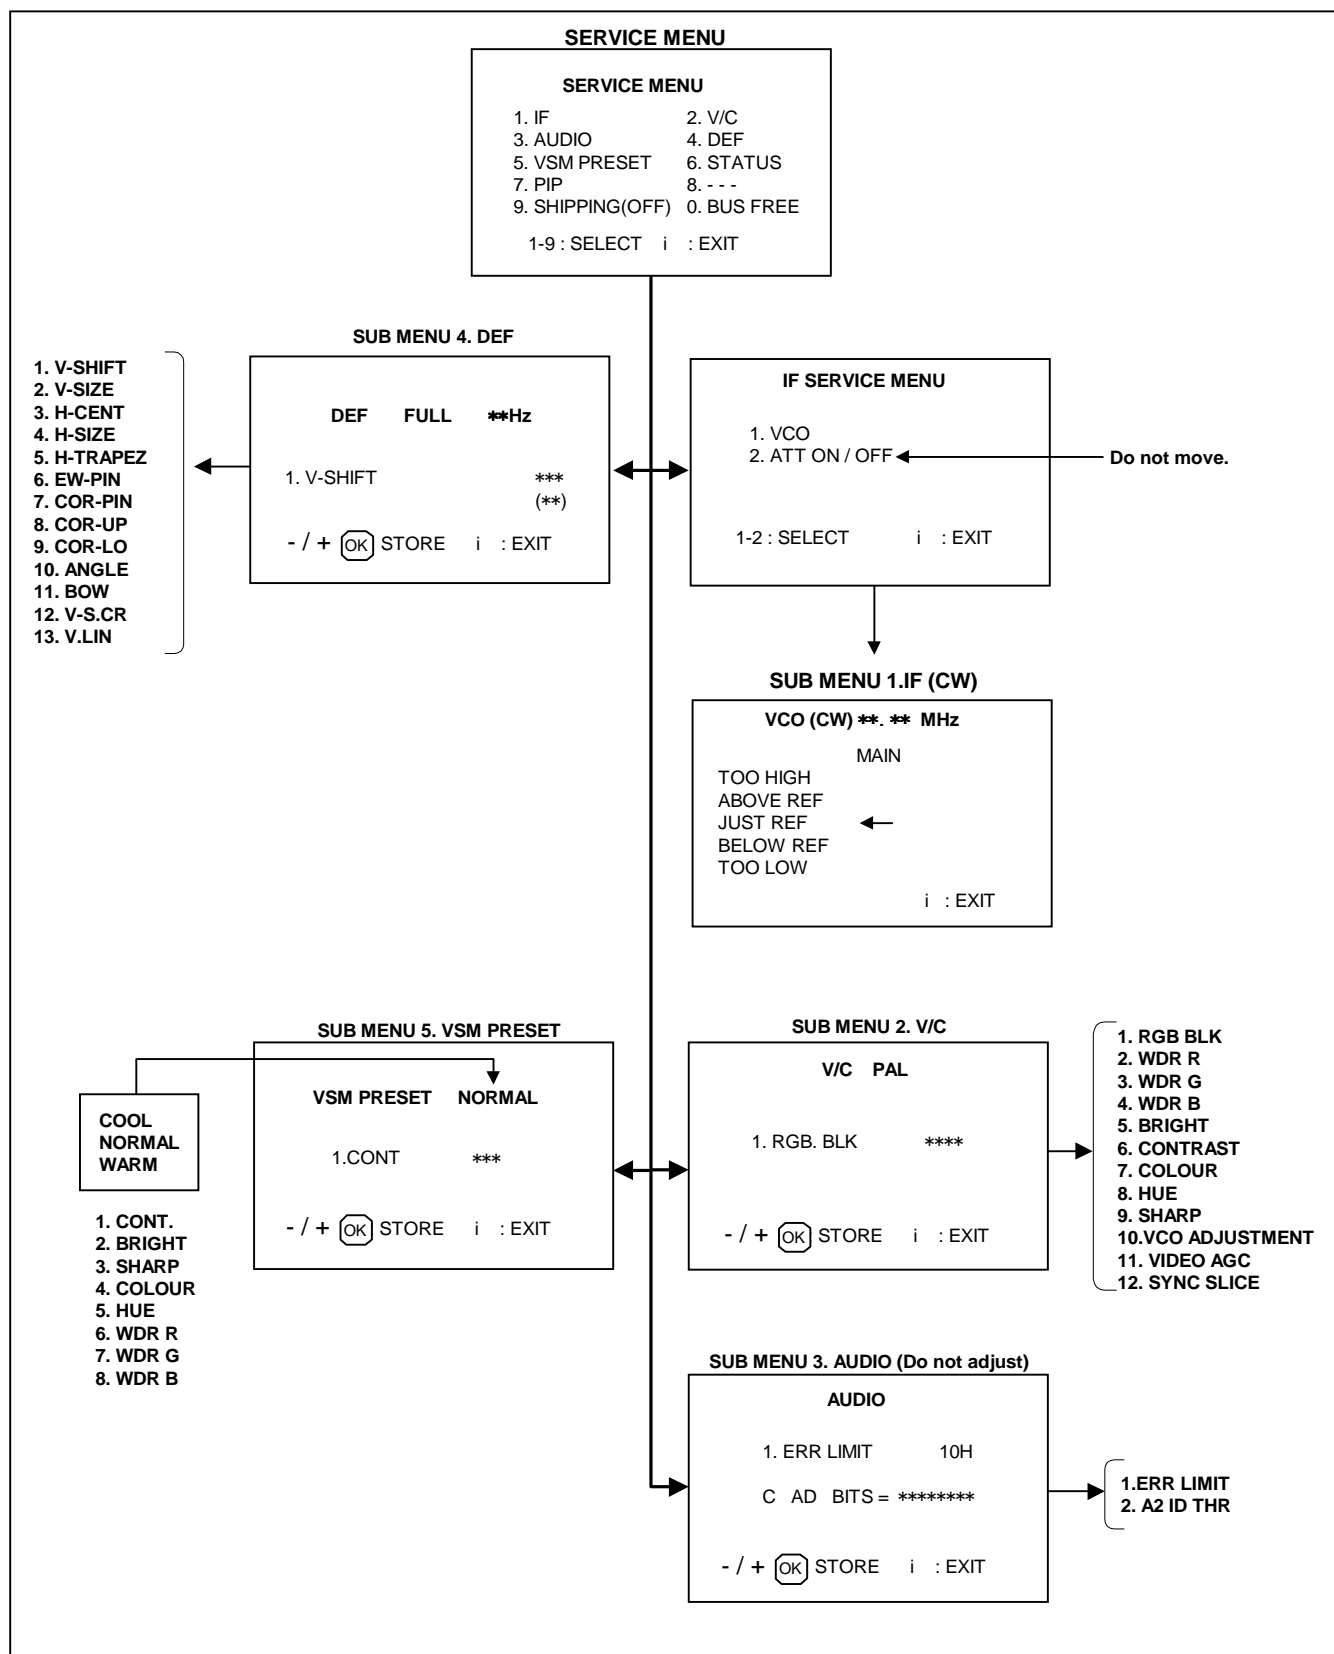 SERVICE MENU
SERVICE MENU
1. IF 2. V/C
3. AUDIO 4. DEF
5. VSM PRESET 6. STATUS
7. PIP 8. - - -
9. SHIPPING(OFF) 0. BUS FREE
1-9 : SELECT i : EXIT
SUB MENU 4. DEF
1. V-SHIFT
2. V-SIZE
3. H-CENT
4. H-SIZE
5. H-TRAPEZ
6. EW-PIN
7. COR-PIN
8. COR-UP
9. COR-LO
10. ANGLE
11. BOW
12. V-S.CR
13. V.LIN
DEF FULL **Hz
1. V-SHIFT ***
(**)
- / + OK STORE i : EXIT
IF SERVICE MENU
1. VCO
2. ATT ON / OFF
Do not move.
1-2 : SELECT i : EXIT
SUB MENU 1.IF (CW)
VCO (CW) **. ** MHz
MAIN
TOO HIGH
ABOVE REF
JUST REF
BELOW REF
TOO LOW
i : EXIT
SUB MENU 5. VSM PRESET
VSM PRESET NORMAL
1.CONT ***
- / + OK STORE i : EXIT
COOL
NORMAL
WARM
1. CONT.
2. BRIGHT
3. SHARP
4. COLOUR
5. HUE
6. WDR R
7. WDR G
8. WDR B
SUB MENU 2. V/C
V/C PAL
1. RGB. BLK ****
- / + OK STORE i : EXIT
1. RGB BLK
2. WDR R
3. WDR G
4. WDR B
5. BRIGHT
6. CONTRAST
7. COLOUR
8. HUE
9. SHARP
10.VCO ADJUSTMENT
11. VIDEO AGC
12. SYNC SLICE
SUB MENU 3. AUDIO (Do not adjust)
AUDIO
1. ERR LIMIT 10H
C AD BITS = ********
- / + OK STORE i : EXIT
1.ERR LIMIT
2. A2 ID THR